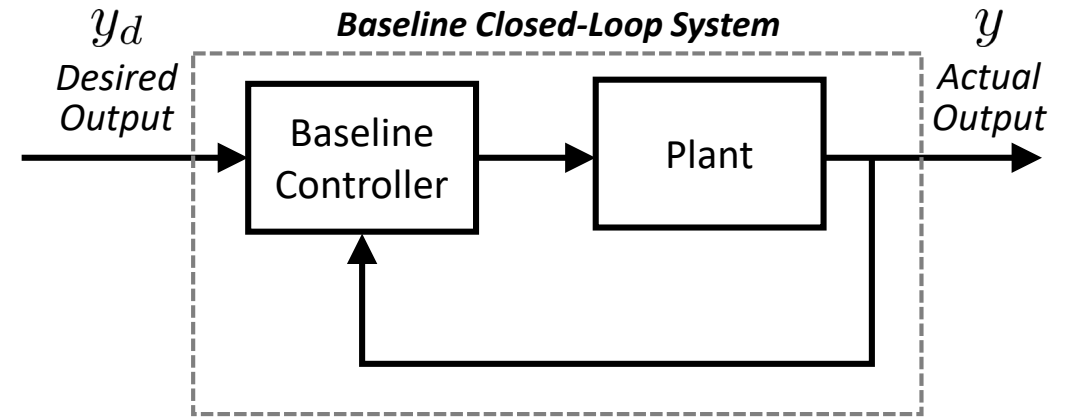 Baseline Closed-Loop System
y_d
Desired
Output
Baseline
Controller
Plant
y
Actual
Output